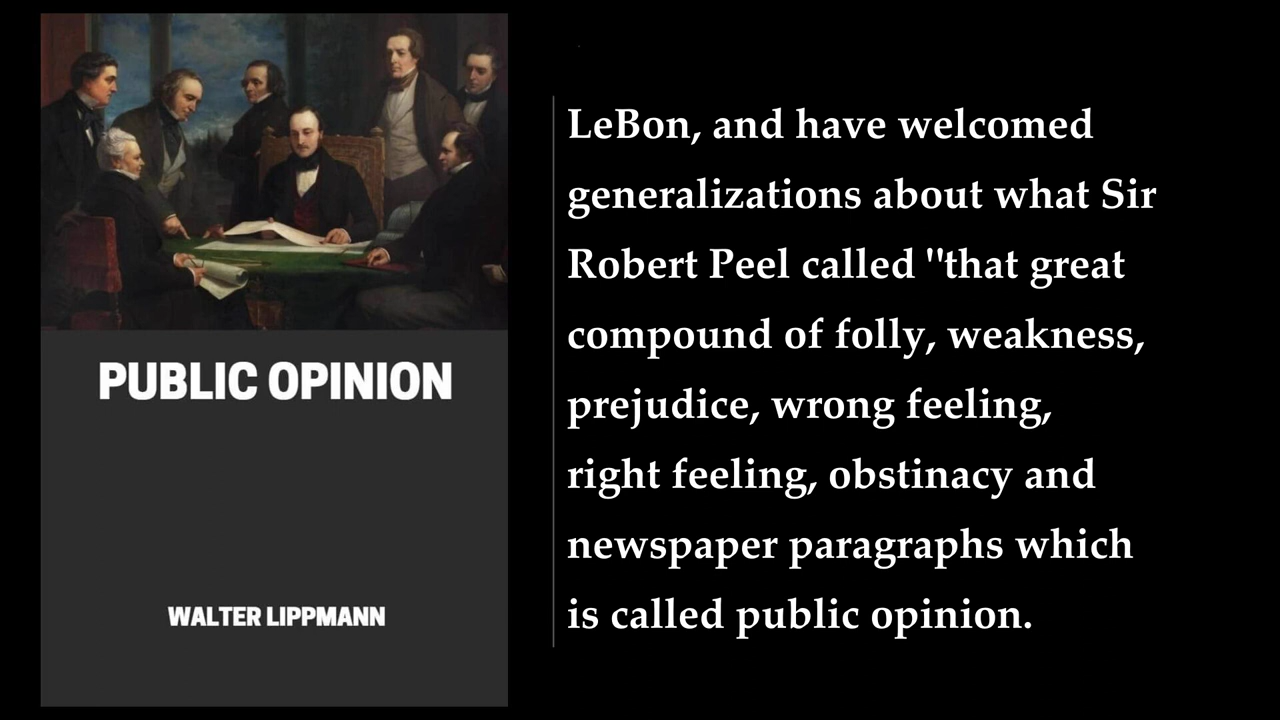 PUBLIC OPINION
WALTER LIPPMANN
LeBon, and have welcomed
generalizations about what Sir
Robert Peel called "that great
compound of folly, weakness,
prejudice, wrong feeling,
right feeling, obstinacy and
newspaper paragraphs which
is called public opinion.